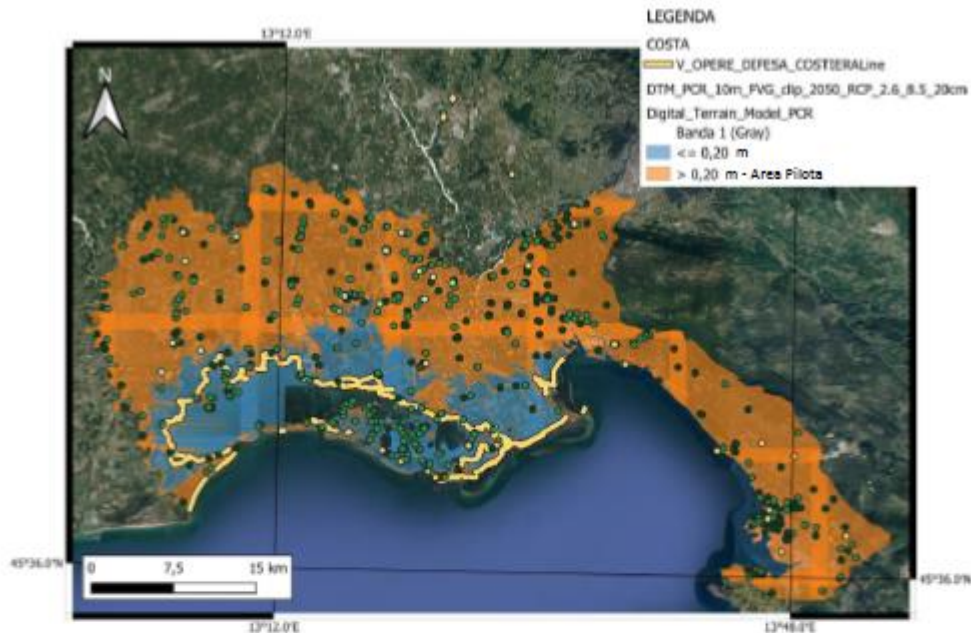 LEGENDA
COSTA
V_OPERE_DEFESA_COSTIERALine
DTM_PCR_10m_FVG_clip_2050_RCP_2.6_8.5_20cm
Digital_Terrain_Model_PCR
Banda 1 (Gray)
<= 0,20 m
> 0,20 m - Area Pilota
13°12.0'E
N
45°36.0'N
0 7,5 15 km
45°36.0'N
13°12.0'E
13°48.0'E